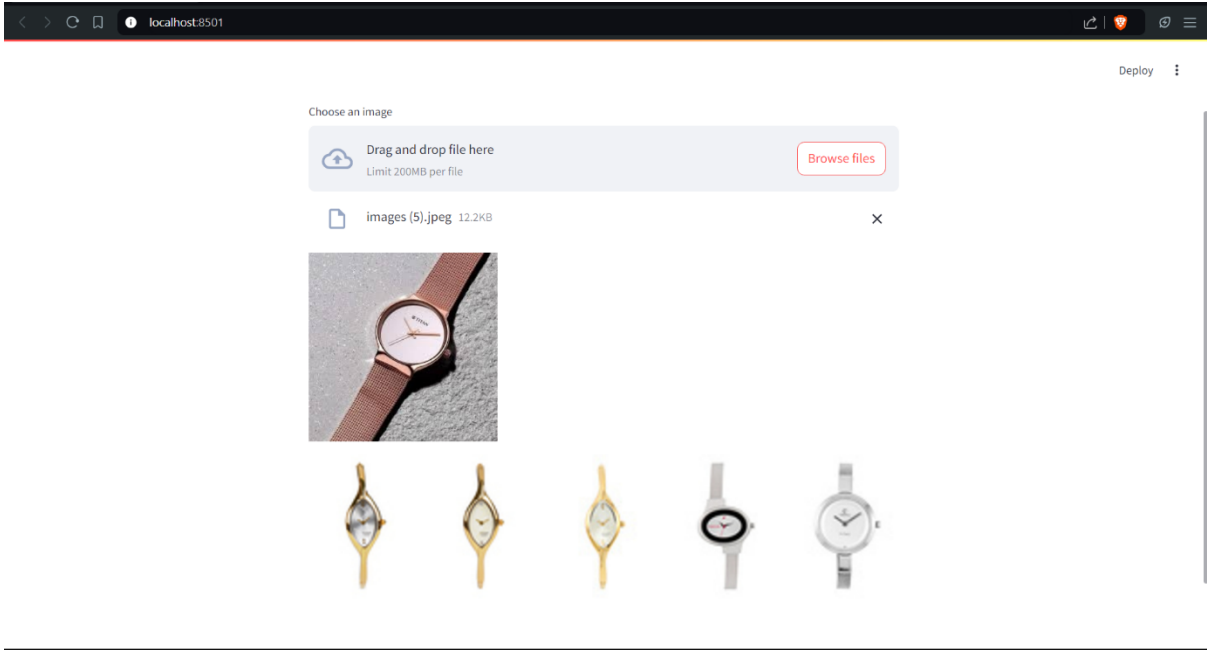 localhost:8501
Deploy
Choose an image
Drag and drop file here
Limit 200MB per file
Browse files
images (5).jpeg 12.2KB
TITAN